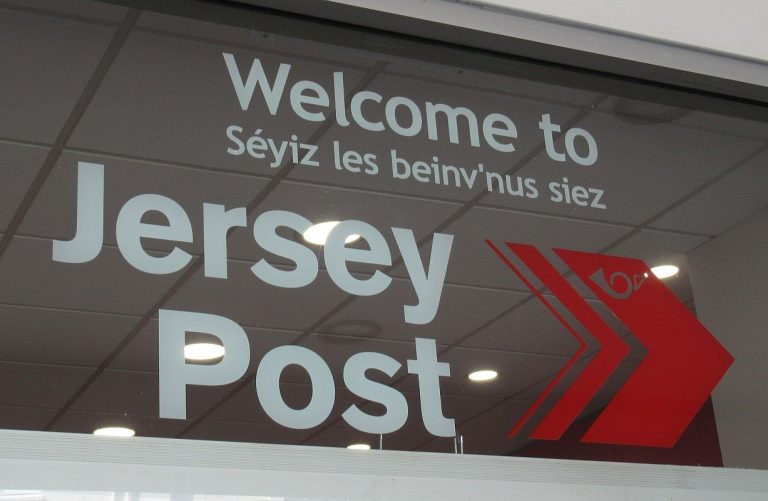 Welcome to
Séyiz les beinv'nus siez
Jersey
Post